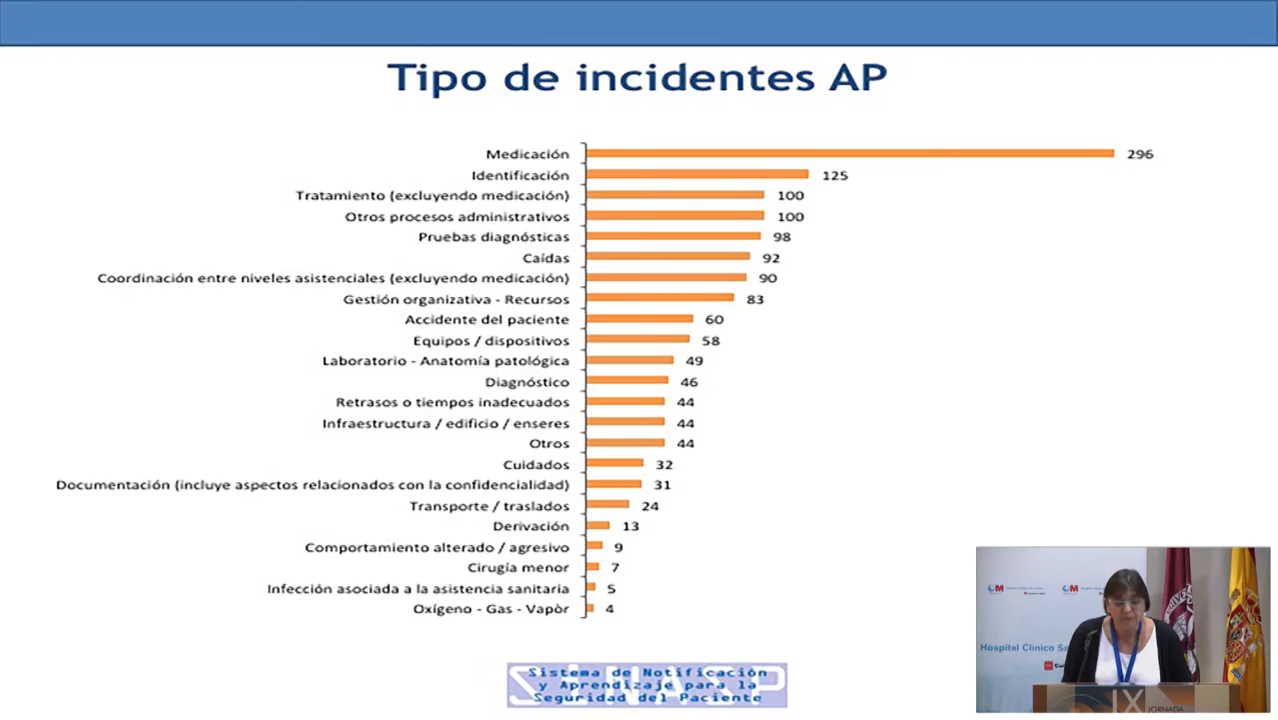 Tipo de incidentes AP
Medicación 296
Identificación 125
Tratamiento (excluyendo medicación) 100
Otros procesos administrativos 100
Pruebas diagnósticas 98
Caídas 92
Coordinación entre niveles asistenciales (excluyendo medicación) 90
Gestión organizativa - Recursos 83
Accidente del paciente 60
Equipos / dispositivos 58
Laboratorio - Anatomía patológica 49
Diagnóstico 46
Retrasos o tiempos inadecuados 44
Infraestructura / edificio / enseres 44
Otros 44
Cuidados 32
Documentación (incluye aspectos relacionados con la confidencialidad) 31
Transporte / traslados 24
Derivación 13
Comportamiento alterado / agresivo 9
Cirugía menor 7
Infección asociada a la asistencia sanitaria 5
Oxígeno - Gas - Vapòr 4
SiNASP
Sistema de Notificación
y Aprendizaje para la
Seguridad del Paciente
Hospital Clínico Sa
IX
JORNADA